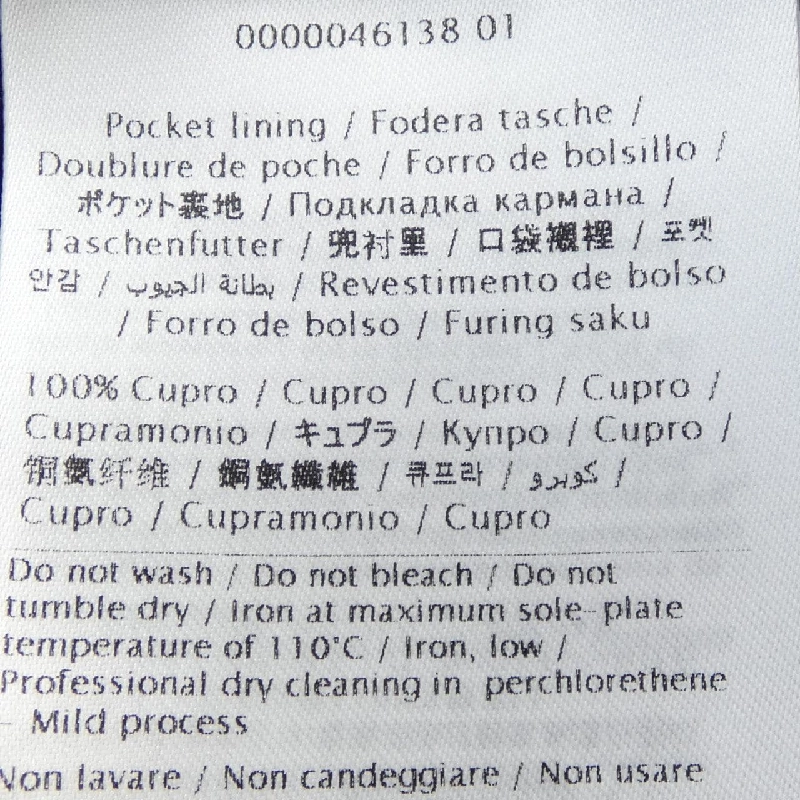 0000046138 01
Pocket lining / Fodera tasche /
Doublure de poche / Forro de bolsillo /
ポケット裏地 / Подкладка кармана /
Taschenfutter / 兜衬里 / 口袋襯裡 / 포켓
안감 / بطانة الجيوب / Revestimento de bolso
/ Forro de bolso / Furing saku
100% Cupro / Cupro / Cupro / Cupro /
Cupramonio / キュプラ / Купро / Cupro /
铜氨纤维 / 銅氨纖維 / 큐프라 / كوبرو /
Cupro / Cupramonio / Cupro
Do not wash / Do not bleach / Do not
tumble dry / Iron at maximum sole-plate
temperature of 110°C / Iron, low /
Professional dry cleaning in perchlorethene
- Mild process
Non lavare / Non candeggiare / Non usare